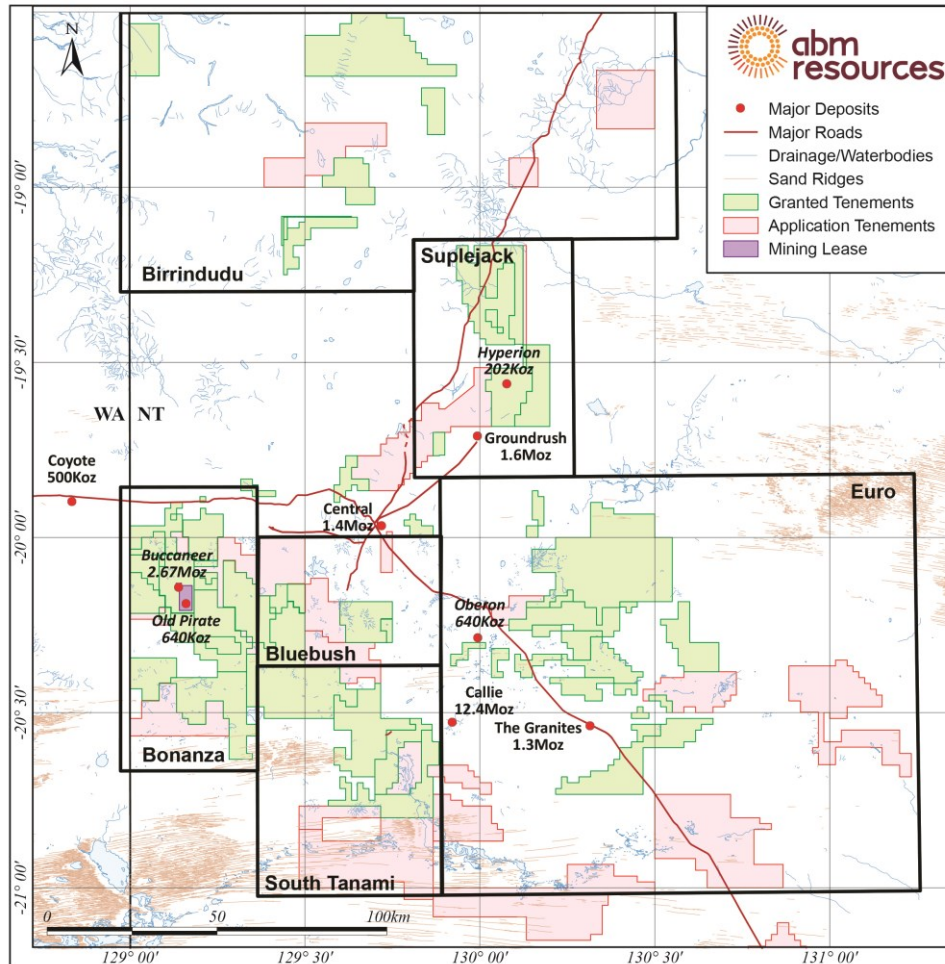 N
abm
resources
Major Deposits
Major Roads
Drainage/Waterbodies
Sand Ridges
Granted Tenements
Application Tenements
Mining Lease
-19° 00'
-19° 30'
-20° 00'
-20° 30'
-21° 00'
Birrindudu
Suplejack
Hyperion
202Koz
WA NT
Groundrush
1.6Moz
Coyote
500Koz
Euro
Central
1.4Moz
Buccaneer
2.67Moz
Old Pirate
640Koz
Oberon
640Koz
Bluebush
Callie
12.4Moz
The Granites
1.3Moz
Bonanza
South Tanami
0 50 100km
129° 00' 129° 30' 130° 00' 130° 30' 131° 00'